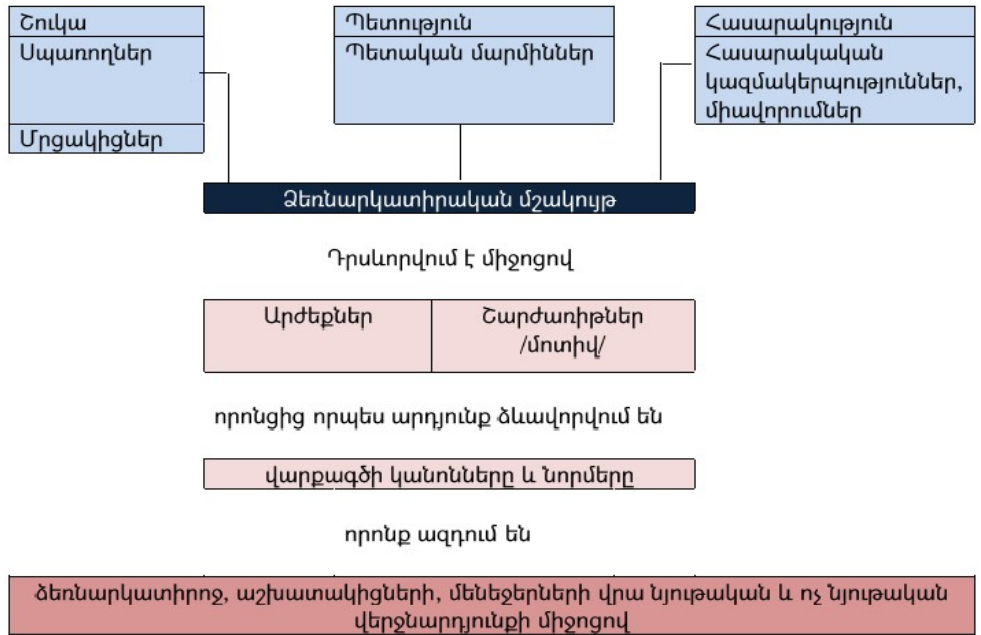 Շուկա
Սպառողներ
Մրցակիցներ
Պետություն
Պետական մարմիններ
Հասարակություն
Հասարակական
կազմակերպություններ,
միավորումներ
Ձեռնարկատիրական մշակույթ
Դրսևորվում է միջոցով
Արժեքներ
Շարժառիթներ
/մոտիվ/
որոնցից որպես արդյունք ձևավորվում են
վարքագծի կանոնները և նորմերը
որոնք ազդում են
ձեռնարկատիրոջ, աշխատակիցների, մենեջերների վրա նյութական և ոչ նյութական
վերջնարդյունքի միջոցով